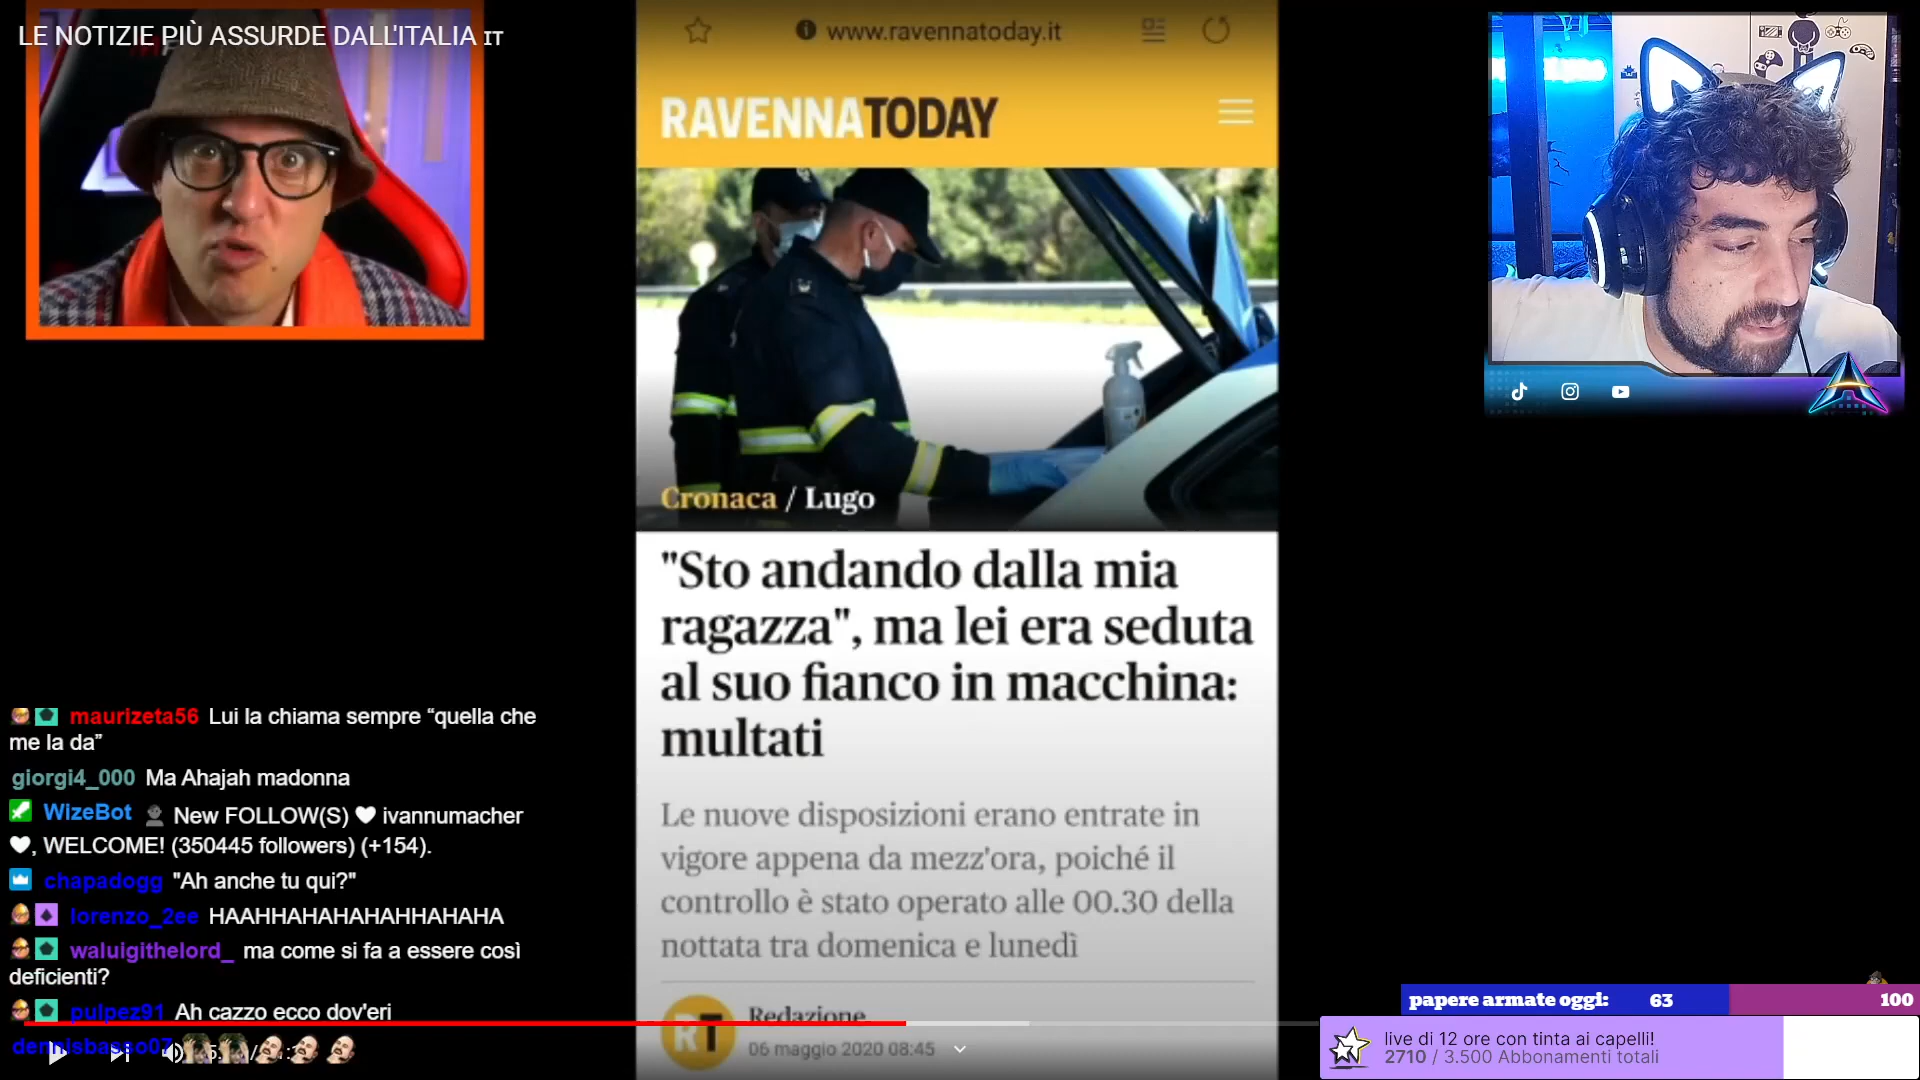 LE NOTIZIE PIÙ ASSURDE DALL'ITALIA IT
www.ravennatoday.it
RAVENNATODAY
Cronaca / Lugo
"Sto andando dalla mia
ragazza", ma lei era seduta
al suo fianco in macchina:
multati
Le nuove disposizioni erano entrate in
vigore appena da mezz'ora, poiché il
controllo è stato operato alle 00.30 della
nottata tra domenica e lunedì
RT
Redazione
06 maggio 2020 08:45
maurizeta56 Lui la chiama sempre “quella che
me la da”
giorgi4_000 Ma Ahajah madonna
WizeBot New FOLLOW(S) ivannumacher
, WELCOME! (350445 followers) (+154).
chapadogg "Ah anche tu qui?"
lorenzo_2ee HAAHHAHAHAHAHHAHAHA
waluigithelord_ ma come si fa a essere così
deficienti?
pulpez91 Ah cazzo ecco dov'eri
dennisbasso07
papere armate oggi: 63 100
live di 12 ore con tinta ai capelli!
2710 / 3.500 Abbonamenti totali